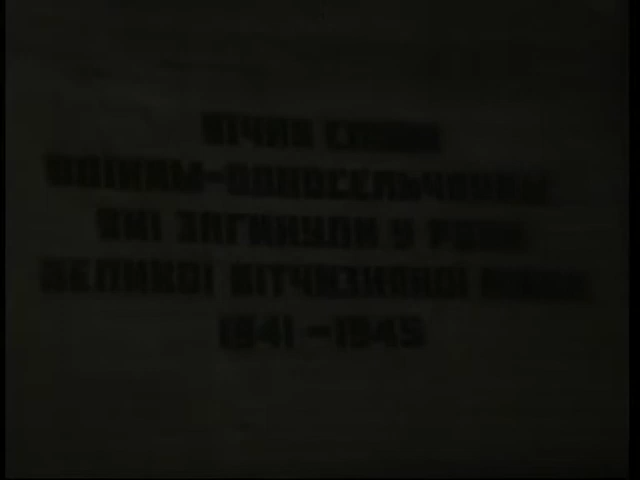 ВІЧНА СЛАВА
ВОЇНАМ-ОДНОСЕЛЬЧАНАМ
ЯКІ ЗАГИНУЛИ У РОКИ
ВЕЛИКОЇ ВІТЧИЗНЯНОЇ ВІЙНИ
1941-1945